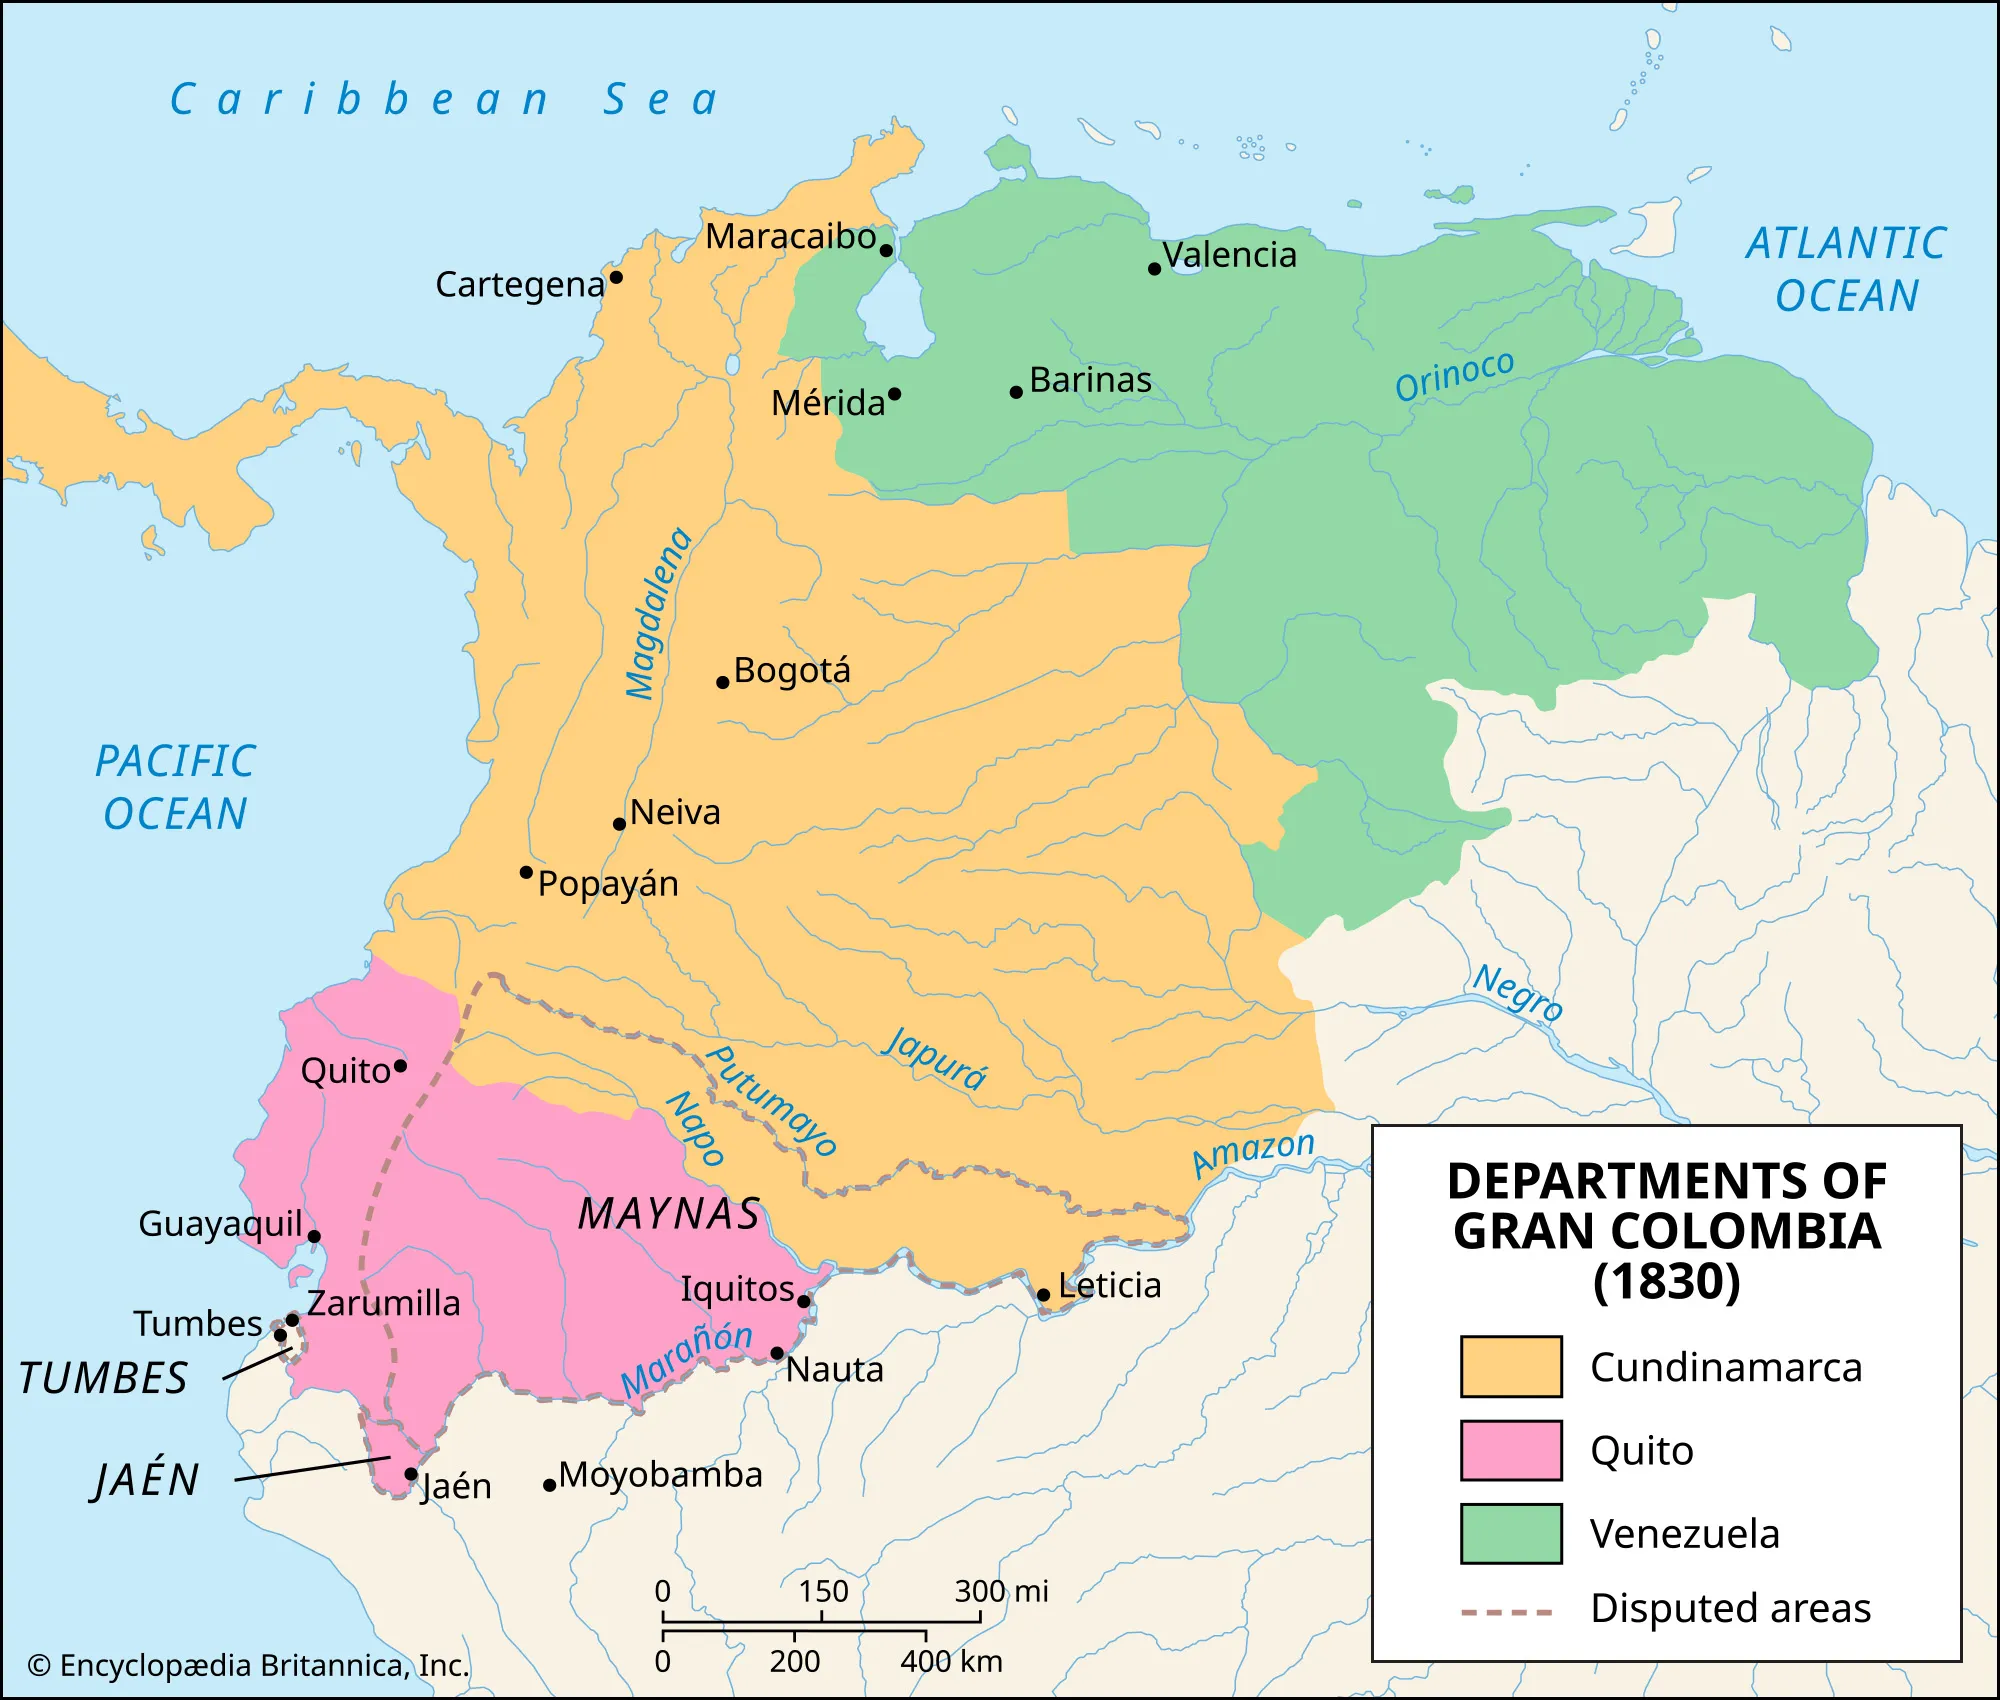 Caribbean Sea
ATLANTIC
OCEAN
Maracaibo
Valencia
Cartegena
Orinoco
Barinas
Mérida
Magdalena
Bogotá
PACIFIC
OCEAN
Neiva
Popayán
Negro
Japurá
Putumayo
Quito
Napo
Amazon
MAYNAS
Guayaquil
Iquitos
Leticia
Zarumilla
Tumbes
Marañón
TUMBES
Nauta
JAÉN
Jaén
Moyobamba
DEPARTMENTS OF
GRAN COLOMBIA
(1830)
Cundinamarca
Quito
Venezuela
Disputed areas
0 150 300 mi
0 200 400 km
© Encyclopædia Britannica, Inc.